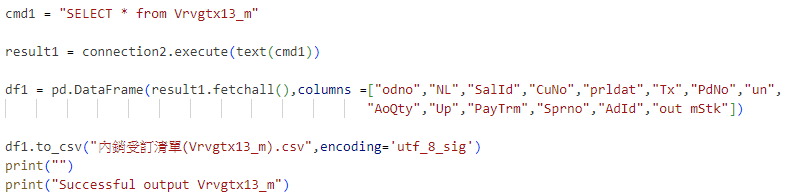 cmd1 = "SELECT * from Vrvgtx13_m"
result1 = connection2.execute(text(cmd1))
df1 = pd.DataFrame(result1.fetchall(),columns =["odno","NL","SalId","CuNo","prldat","Tx","PdNo","un",
"AoQty","Up","PayTrm","Sprno","AdId","out mStk"])
df1.to_csv("內銷受訂清單(Vrvgtx13_m).csv",encoding='utf_8_sig')
print("")
print("Successful output Vrvgtx13_m")